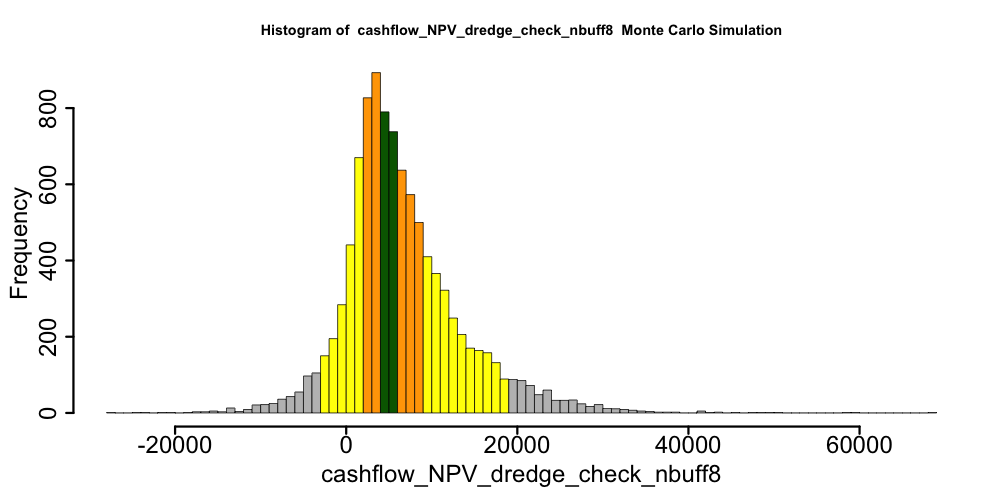 Histogram of  cashflow_NPV_dredge_check_nbuff8  Monte Carlo Simulation
Frequency
800
600
400
200
0
-20000 0 20000 40000 60000
cashflow_NPV_dredge_check_nbuff8